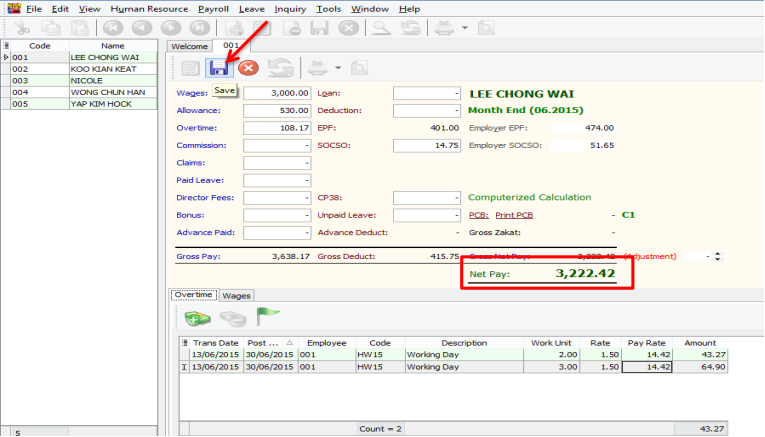 File Edit View Human Resource Payroll Leave Inquiry Tools Window Help
Code Name
001 LEE CHONG WAI
002 KOO KIAN KEAT
003 NICOLE
004 WONG CHUN HAN
005 YAP KIM HOCK
5
Welcome 001
Save
Wages: 3,000.00 Loan: - LEE CHONG WAI
Allowance: 530.00 Deduction: - Month End (06.2015)
Overtime: 108.17 EPF: 401.00 Employer EPF: 474.00
Commission: - SOCSO: 14.75 Employer SOCSO: 51.65
Claims: -
Paid Leave: -
Director Fees: - CP38: - Computerized Calculation
Bonus: - Unpaid Leave: - PCB: Print PCB - C1
Advance Paid: - Advance Deduct: - Gross Zakat: -
Gross Pay: 3,638.17 Gross Deduct: 415.75 Gross Net Pay: 3,222.42 (Adjustment) -
Net Pay: 3,222.42
Overtime Wages
Trans Date Post ... Employee Code Description Work Unit Rate Pay Rate Amount
13/06/2015 30/06/2015 001 HW15 Working Day 2.00 1.50 14.42 43.27
13/06/2015 30/06/2015 001 HW15 Working Day 3.00 1.50 14.42 64.90
Count = 2 43.27